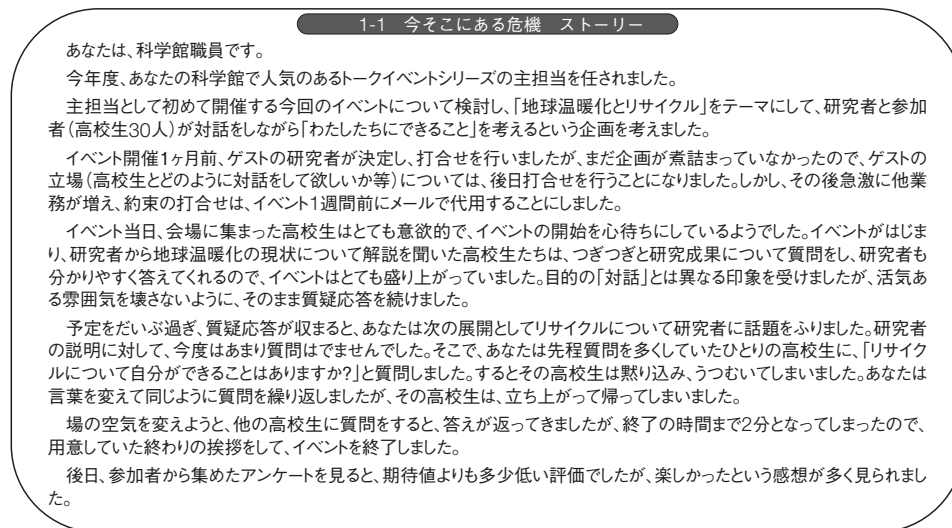 1-1　今そこにある危機　ストーリー
あなたは、科学館職員です。
今年度、あなたの科学館で人気のあるトークイベントシリーズの主担当を任されました。
主担当として初めて開催する今回のイベントについて検討し、「地球温暖化とリサイクル」をテーマにして、研究者と参加
者（高校生30人）が対話をしながら「わたしたちにできること」を考えるという企画を考えました。
イベント開催1ヶ月前、ゲストの研究者が決定し、打合せを行いましたが、まだ企画が煮詰まっていなかったので、ゲストの
立場（高校生とどのように対話をして欲しいか等）については、後日打合せを行うことになりました。しかし、その後急激に他業
務が増え、約束の打合せは、イベント1週間前にメールで代用することにしました。
イベント当日、会場に集まった高校生はとても意欲的で、イベントの開始を心待ちにしているようでした。イベントがはじま
り、研究者から地球温暖化の現状について解説を聞いた高校生たちは、つぎつぎと研究成果について質問をし、研究者も
分かりやすく答えてくれるので、イベントはとても盛り上がっていました。目的の「対話」とは異なる印象を受けましたが、活気あ
る雰囲気を壊さないように、そのまま質疑応答を続けました。
予定をだいぶ過ぎ、質疑応答が収まると、あなたは次の展開としてリサイクルについて研究者に話題をふりました。研究者
の説明に対して、今度はあまり質問はでませんでした。そこで、あなたは先程質問を多くしていたひとりの高校生に、「リサイク
ルについて自分ができることはありますか?」と質問しました。するとその高校生は黙り込み、うつむいてしまいました。あなたは
言葉を変えて同じように質問を繰り返しましたが、その高校生は、立ち上がって帰ってしまいました。
場の空気を変えようと、他の高校生に質問をすると、答えが返ってきましたが、終了の時間まで2分となってしまったので、
用意していた終わりの挨拶をして、イベントを終了しました。
後日、参加者から集めたアンケートを見ると、期待値よりも多少低い評価でしたが、楽しかったという感想が多く見られまし
た。